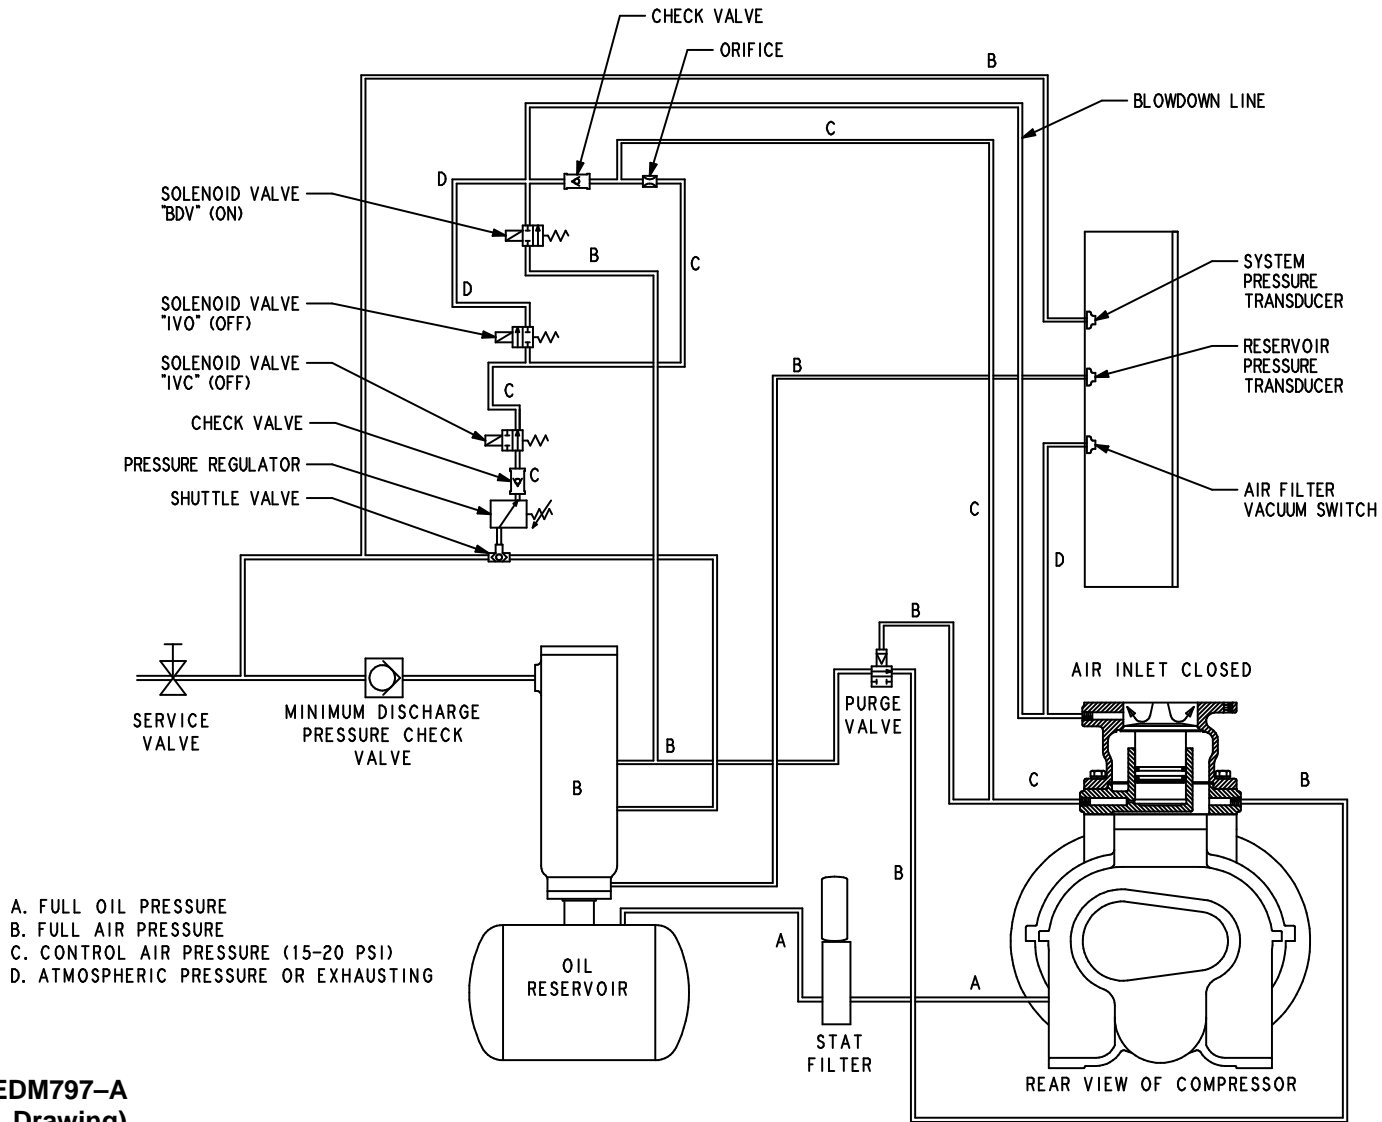 CHECK VALVE
ORIFICE
B
BLOWDOWN LINE
C
D
SOLENOID VALVE
"BDV" (ON)
B
C
SYSTEM
PRESSURE
TRANSDUCER
D
SOLENOID VALVE
"IVO" (OFF)
SOLENOID VALVE
"IVC" (OFF)
RESERVOIR
PRESSURE
TRANSDUCER
B
C
CHECK VALVE
PRESSURE REGULATOR
C
SHUTTLE VALVE
AIR FILTER
VACUUM SWITCH
C
D
B
AIR INLET CLOSED
SERVICE
VALVE
MINIMUM DISCHARGE
PRESSURE CHECK
VALVE
PURGE
VALVE
B
B
C
B
B
A. FULL OIL PRESSURE
B. FULL AIR PRESSURE
C. CONTROL AIR PRESSURE (15-20 PSI)
D. ATMOSPHERIC PRESSURE OR EXHAUSTING
A
OIL
RESERVOIR
A
STAT
FILTER
REAR VIEW OF COMPRESSOR
EDM797–A
Drawing)